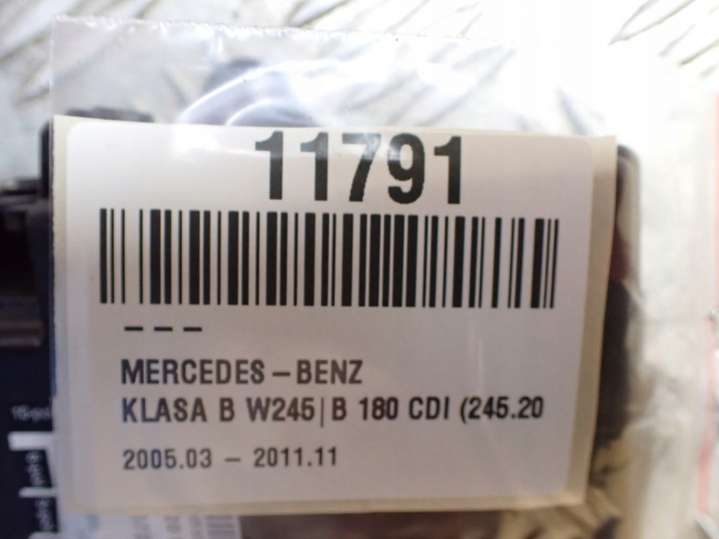 11791
---
MERCEDES-BENZ
KLASA B W245|B 180 CDI (245.20
2005.03 - 2011.11